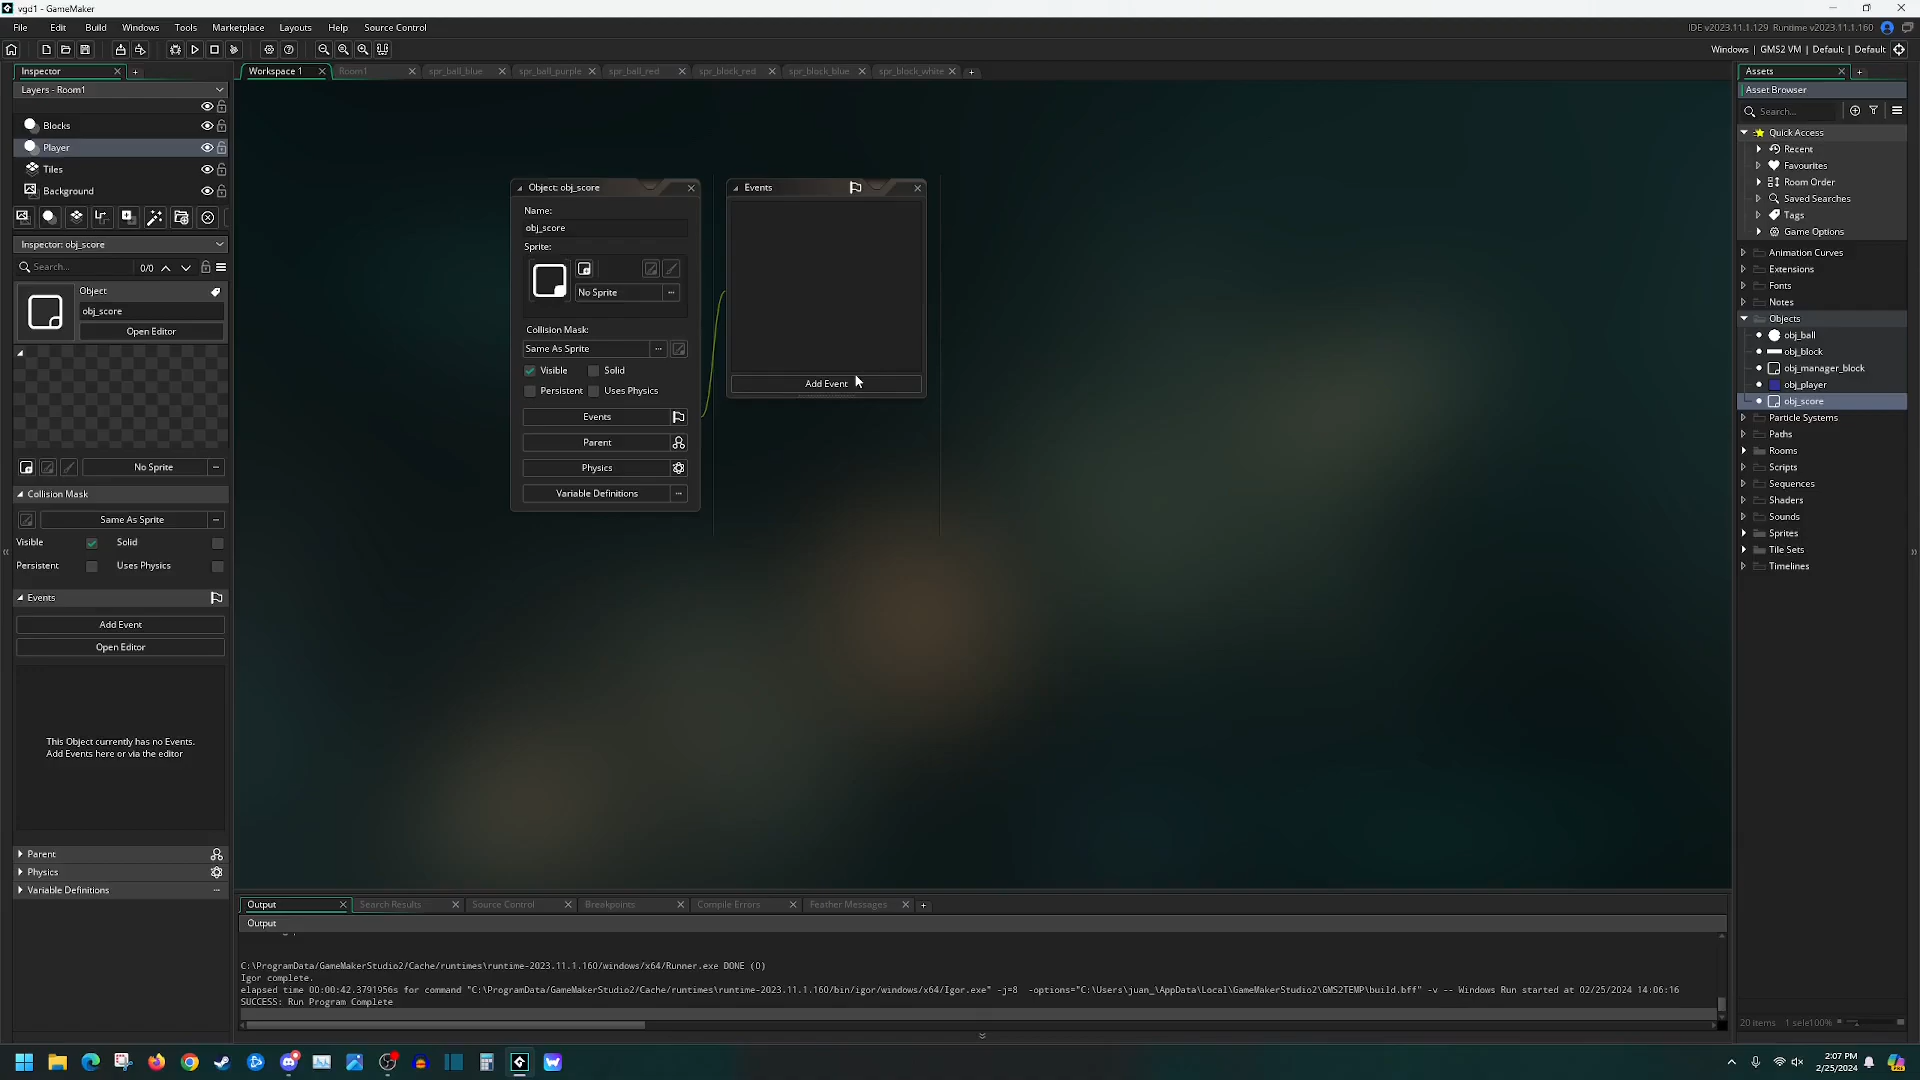 vgd1 - GameMaker
File Edit Build Windows Tools Marketplace Layouts Help Source Control
IDE v2023.11.1.129 Runtime v2023.11.1.160
Windows | GMS2 VM | Default | Default
Inspector
Workspace 1 Room1 spr_ball_blue spr_ball_purple spr_ball_red spr_block_red spr_block_blue spr_block_white
Assets
Layers - Room1
Blocks
Player
Tiles
Background
Inspector: obj_score
Search... 0/0
Object
obj_score
Open Editor
No Sprite
Collision Mask
Same As Sprite
Visible Solid
Persistent Uses Physics
Events
Add Event
Open Editor
This Object currently has no Events.
Add Events here or via the editor
Parent
Physics
Variable Definitions
Object: obj_score
Name:
obj_score
Sprite:
No Sprite
Collision Mask:
Same As Sprite
Visible Solid
Persistent Uses Physics
Events
Parent
Physics
Variable Definitions
Events
Add Event
Asset Browser
Search...
Quick Access
Recent
Favourites
Room Order
Saved Searches
Tags
Game Options
Animation Curves
Extensions
Fonts
Notes
Objects
obj_ball
obj_block
obj_manager_block
obj_player
obj_score
Particle Systems
Paths
Rooms
Scripts
Sequences
Shaders
Sounds
Sprites
Tile Sets
Timelines
20 items 1 sele100%
Output Search Results Source Control Breakpoints Compile Errors Feather Messages
Output
C:\ProgramData/GameMakerStudio2/Cache/runtimes\runtime-2023.11.1.160/windows/x64/Runner.exe DONE (0)
Igor complete.
elapsed time 00:00:42.3791956s for command "C:\ProgramData/GameMakerStudio2/Cache/runtimes\runtime-2023.11.1.160/bin/igor/windows/x64/Igor.exe" -j=8 -options="C:\Users\juan_\AppData\Local\GameMakerStudio2\GMS2TEMP\build.bff" -v -- Windows Run started at 02/25/2024 14:06:16
SUCCESS: Run Program Complete
2:07 PM
2/25/2024